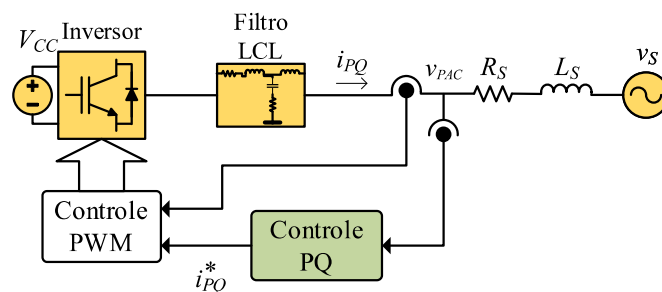 Inversor
V_CC
Filtro
LCL
i_PQ
v_PAC
R_S
L_S
v_S
+
−
Controle
PWM
Controle
PQ
i*_PQ